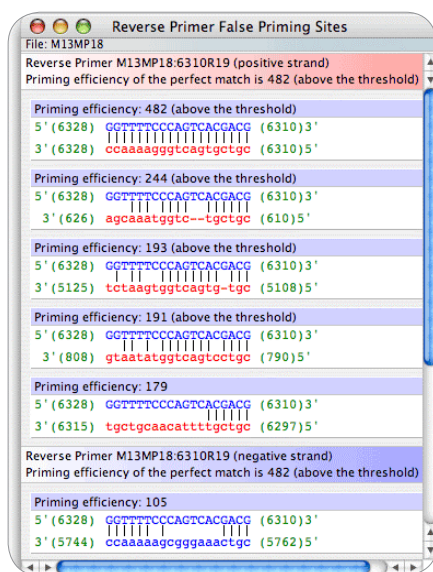 Reverse Primer False Priming Sites
File: M13MP18
Reverse Primer M13MP18:6310R19 (positive strand)
Priming efficiency of the perfect match is 482 (above the threshold)
Priming efficiency: 482 (above the threshold)
5'(6328) GGTTTTCCCAGTCACGACG (6310)3'
3'(6328) ccaaaagggtcagtgctgc (6310)5'
Priming efficiency: 244 (above the threshold)
5'(6328) GGTTTTCCCAGTCACGACG (6310)3'
3'(626) agcaaatggtc--tgctgc (610)5'
Priming efficiency: 193 (above the threshold)
5'(6328) GGTTTTCCCAGTCACGACG (6310)3'
3'(5125) tctaagtggtcagtg-tgc (5108)5'
Priming efficiency: 191 (above the threshold)
5'(6328) GGTTTTCCCAGTCACGACG (6310)3'
3'(808) gtaatatggtcagtcctgc (790)5'
Priming efficiency: 179
5'(6328) GGTTTTCCCAGTCACGACG (6310)3'
3'(6315) tgctgcaacattttgctgc (6297)5'
Reverse Primer M13MP18:6310R19 (negative strand)
Priming efficiency of the perfect match is 482 (above the threshold)
Priming efficiency: 105
5'(6328) GGTTTTCCCAGTCACGACG (6310)3'
3'(5744) ccaaaaagcgggaaactgc (5762)5'